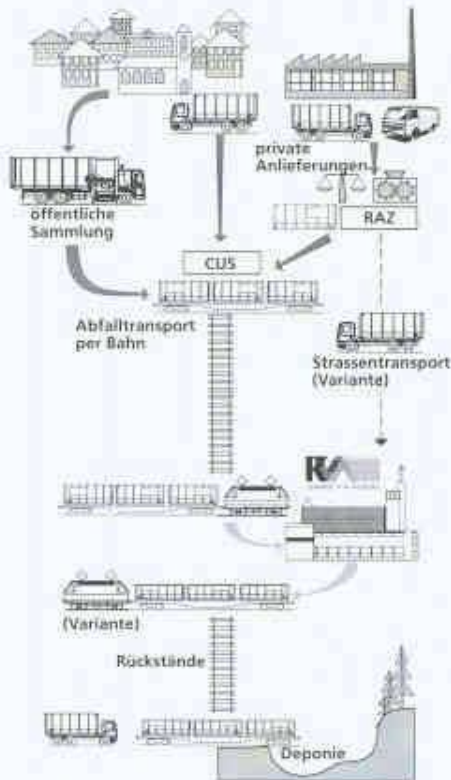 private
Anlieferungen
öffentliche
Sammlung
RAZ
CUS
Abfalltransport
per Bahn
Strassentransport
(Variante)
(Variante)
Rückstände
Deponie